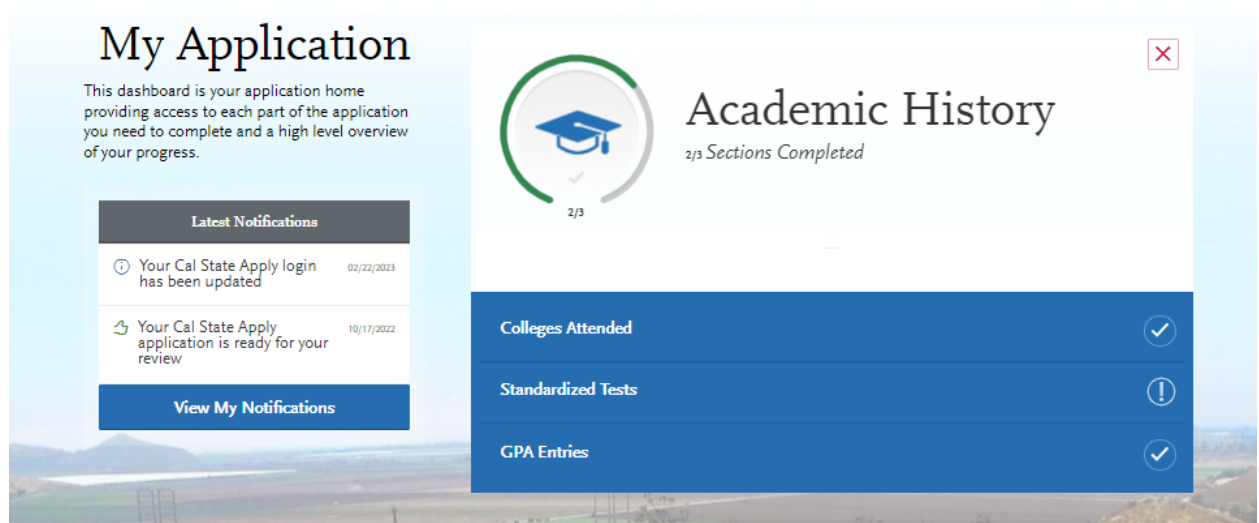 My Application
This dashboard is your application home
providing access to each part of the application
you need to complete and a high level overview
of your progress.
Latest Notifications
Your Cal State Apply login 02/22/2023
has been updated
Your Cal State Apply 10/17/2022
application is ready for your
review
View My Notifications
Academic History
2/3 Sections Completed
2/3
Colleges Attended
Standardized Tests
GPA Entries